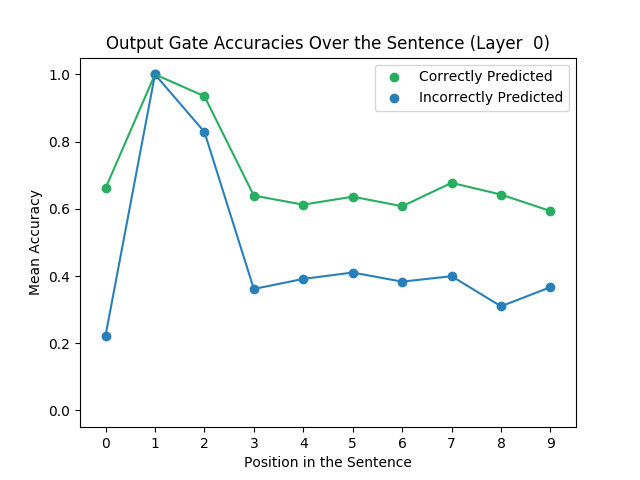 Output Gate Accuracies Over the Sentence (Layer  0)
Correctly Predicted
Incorrectly Predicted
Mean Accuracy
1.0
0.8
0.6
0.4
0.2
0.0
0 1 2 3 4 5 6 7 8 9
Position in the Sentence